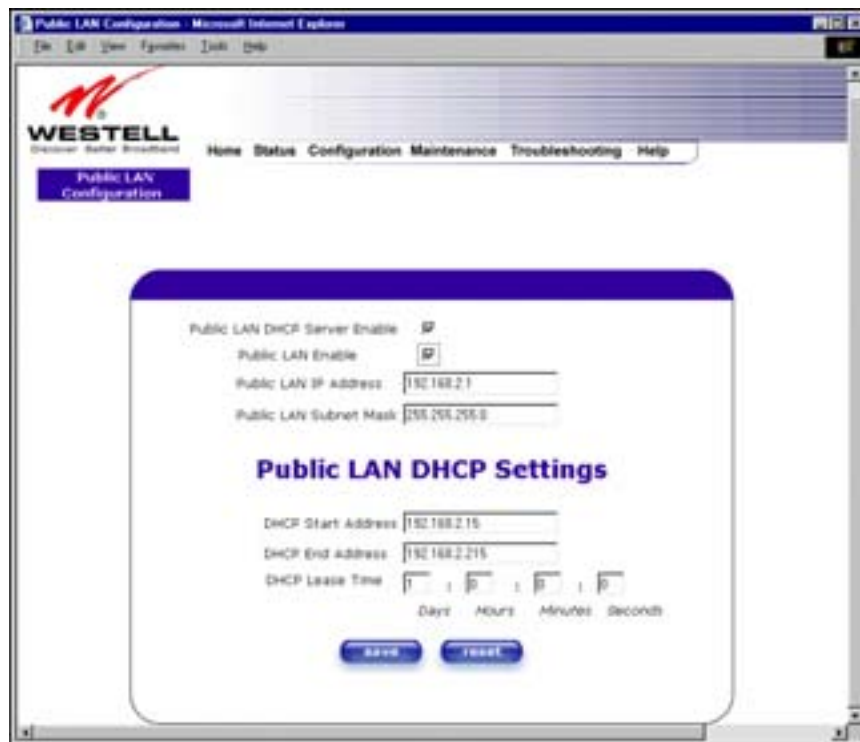 Public LAN Configuration - Microsoft Internet Explorer
File Edit View Favorites Tools Help
WESTELL
Discover Better Broadband
Home Status Configuration Maintenance Troubleshooting Help
Public LAN
Configuration
Public LAN DHCP Server Enable
Public LAN Enable
Public LAN IP Address 192.168.2.1
Public LAN Subnet Mask 255.255.255.0
Public LAN DHCP Settings
DHCP Start Address 192.168.2.15
DHCP End Address 192.168.2.215
DHCP Lease Time 1 : 0 : 0 : 0
Days Hours Minutes Seconds
save reset